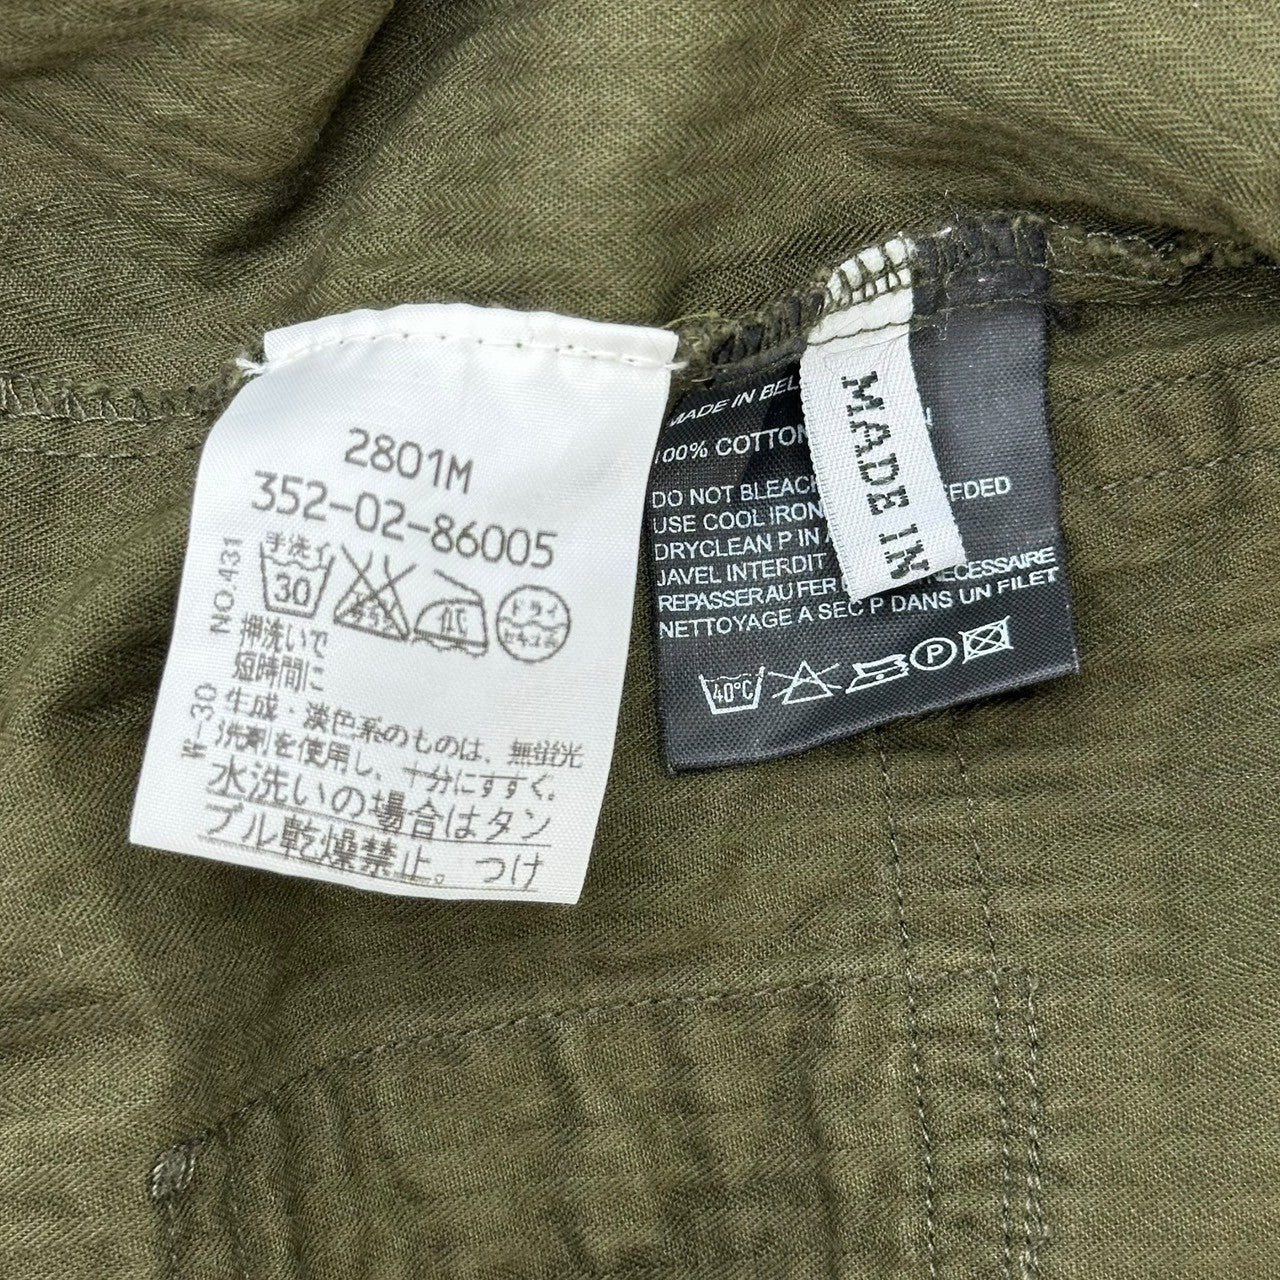 2801M
352-02-86005
NO.431
手洗イ
30
ドライ
押洗いで
短時間に
生成・淡色系のものは、無蛍光
洗剤を使用し、十分にすすぐ。
水洗いの場合はタン
ブル乾燥禁止。つけ
MADE IN BEL
100% COTTON
DO NOT BLEACH
USE COOL IRON
DRYCLEAN P IN
JAVEL INTERDIT
REPASSER AU FER
NETTOYAGE A SEC P DANS UN FILET
40°C
P
MADE IN